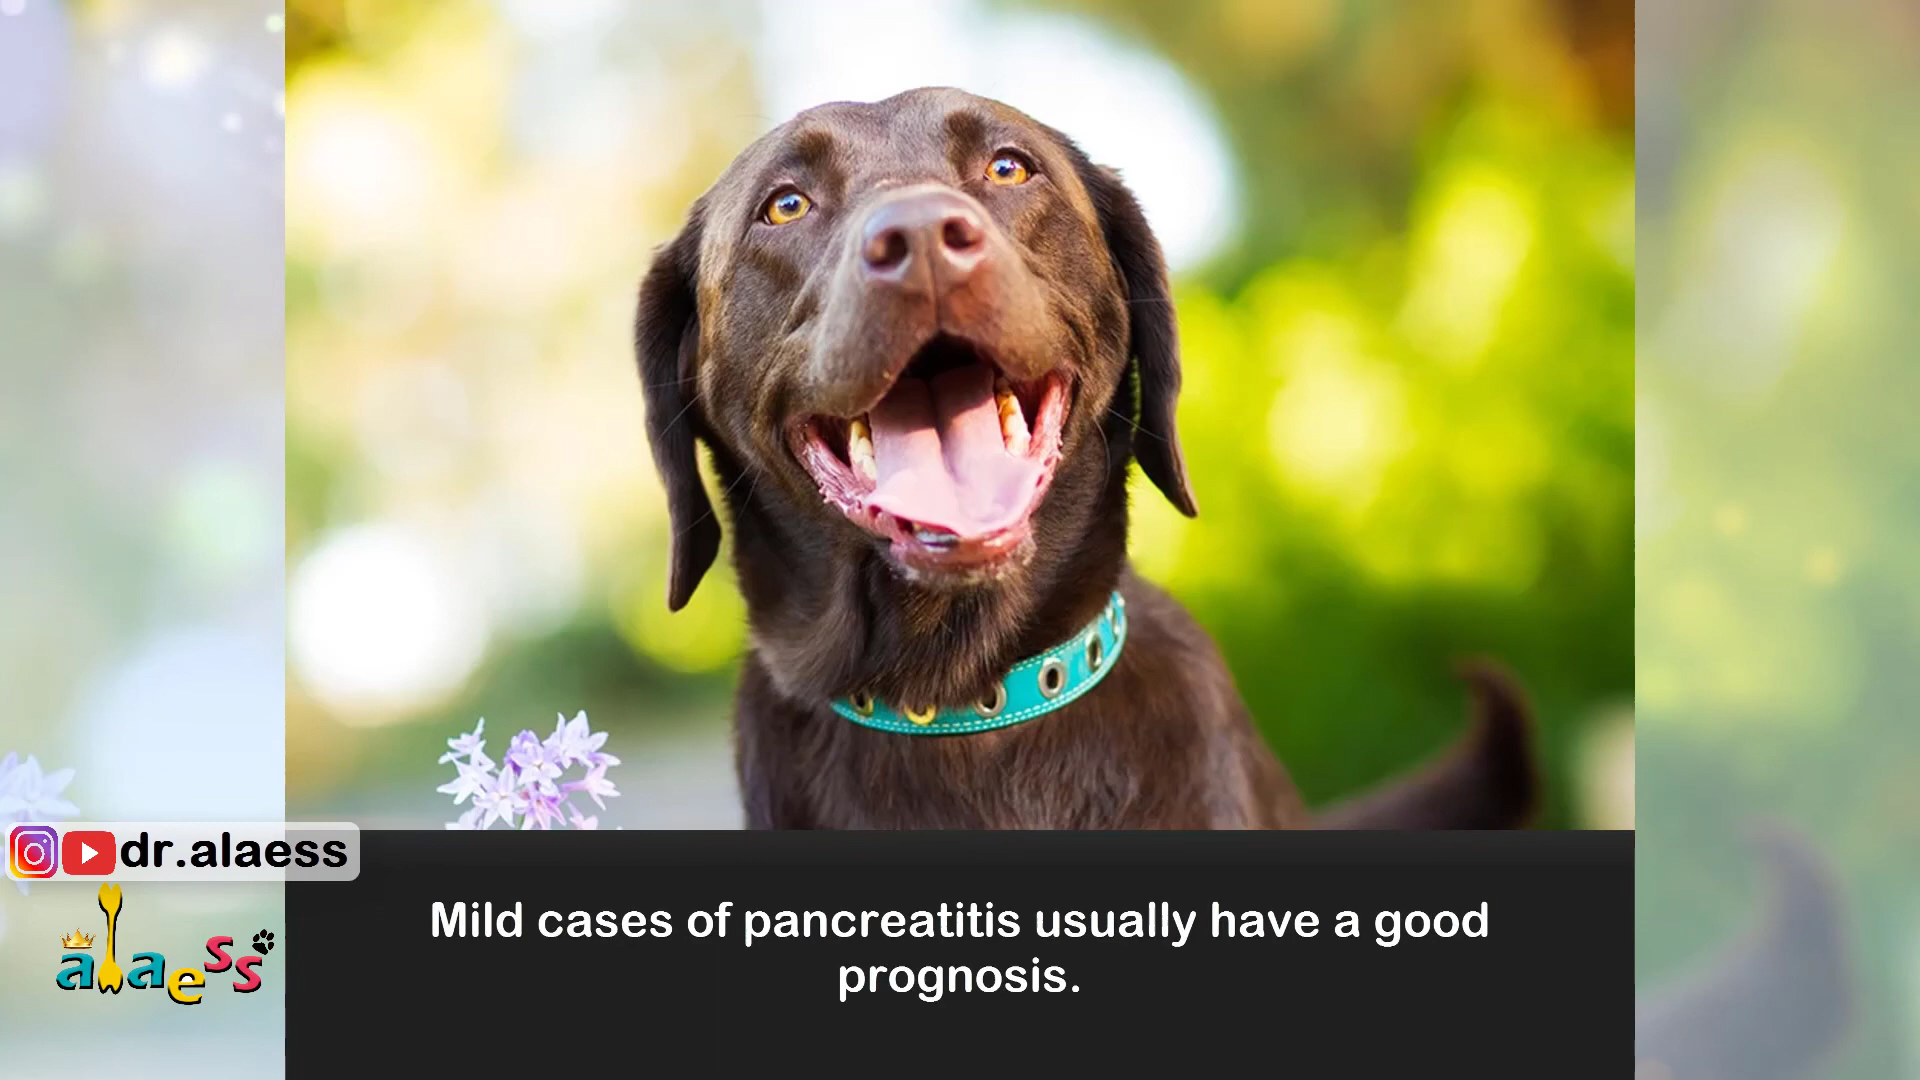 dr.alaess
alaess
Mild cases of pancreatitis usually have a good
prognosis.